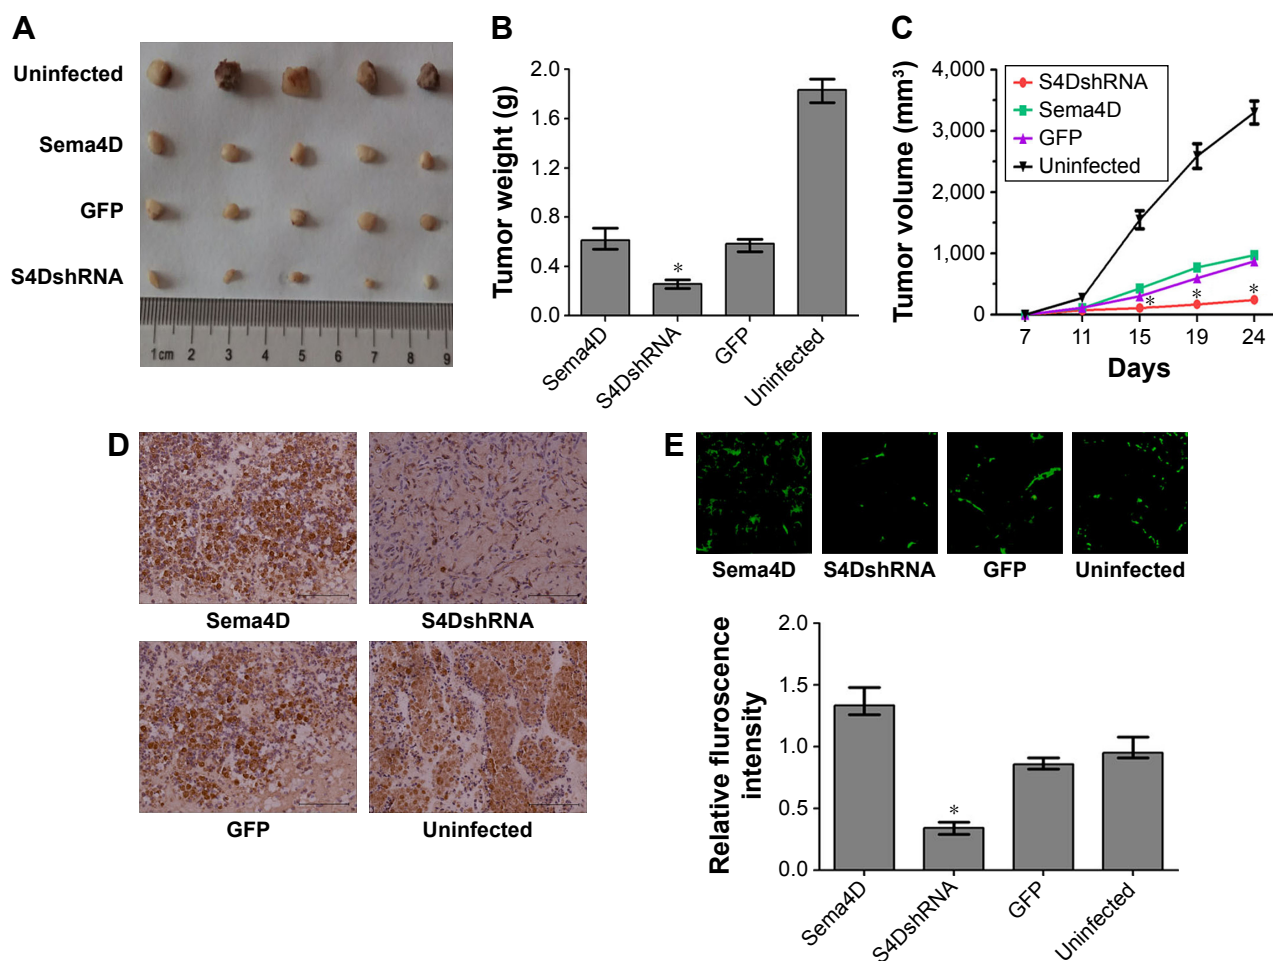 A
Uninfected
Sema4D
GFP
S4DshRNA
1cm 2 3 4 5 6 7 8 9
B
Tumor weight (g)
2.0
1.6
1.2
0.8
0.4
0.0
*
Sema4D
S4DshRNA
GFP
Uninfected
C
Tumor volume (mm³)
4,000
3,000
2,000
1,000
0
S4DshRNA
Sema4D
GFP
Uninfected
* * *
7 11 15 19 24
Days
D
Sema4D
S4DshRNA
GFP
Uninfected
E
Sema4D
S4DshRNA
GFP
Uninfected
Relative fluroscence
intensity
2.0
1.5
1.0
0.5
0.0
*
Sema4D
S4DshRNA
GFP
Uninfected